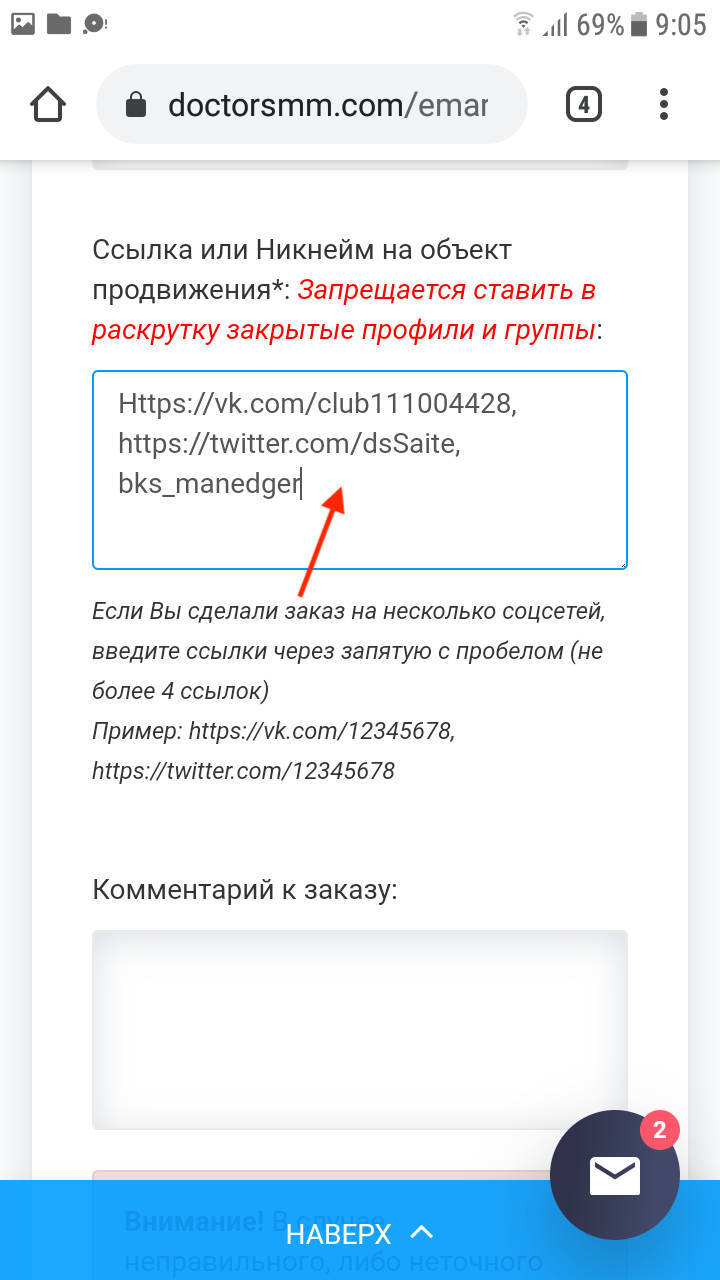 69% 9:05
doctorsmm.com/emar
4
Ссылка или Никнейм на объект
продвижения*: Запрещается ставить в
раскрутку закрытые профили и группы:
Https://vk.com/club111004428,
https://twitter.com/dsSaite,
bks_manedger
Если Вы сделали заказ на несколько соцсетей,
введите ссылки через запятую с пробелом (не
более 4 ссылок)
Пример: https://vk.com/12345678,
https://twitter.com/12345678
Комментарий к заказу:
2
Внимание! В случае
НАВЕРХ
неправильного, либо неточного